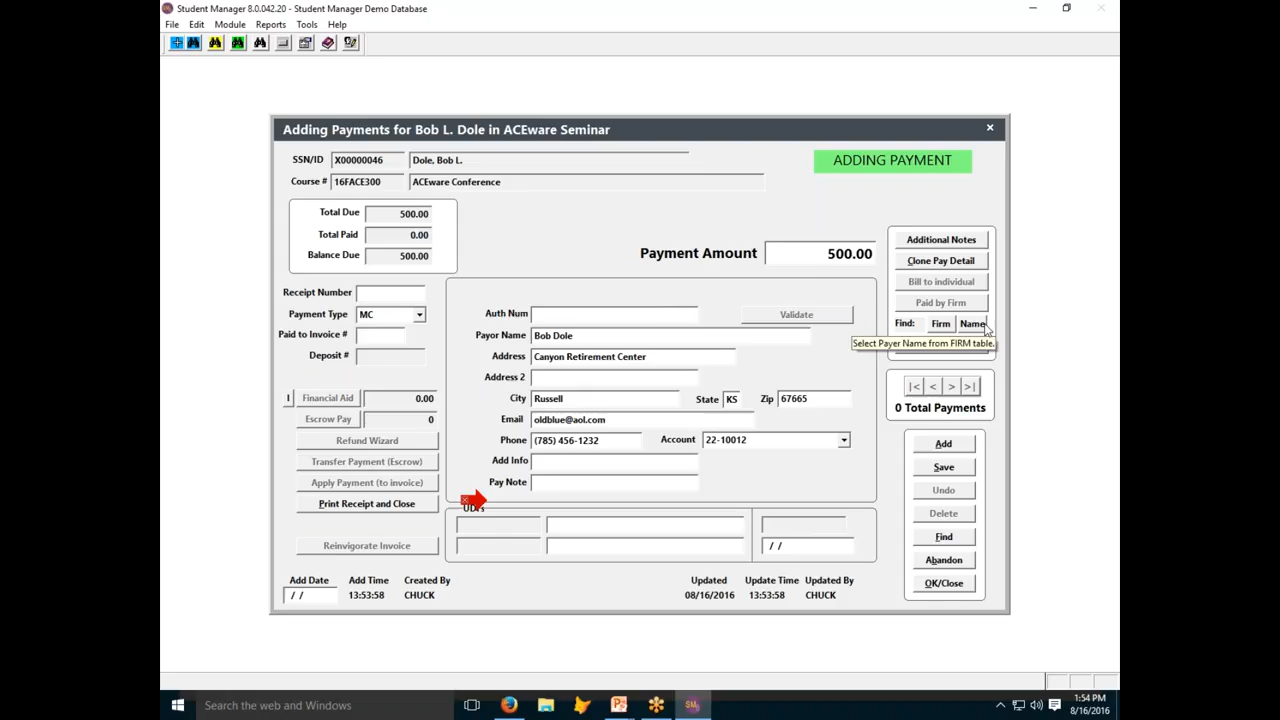 Student Manager 8.0.042.20 - Student Manager Demo Database
File Edit Module Reports Tools Help
Adding Payments for Bob L. Dole in ACEware Seminar
SSN/ID X00000046 Dole, Bob L.
ADDING PAYMENT
Course # 16FACE300 ACEware Conference
Total Due 500.00
Total Paid 0.00
Balance Due 500.00
Payment Amount 500.00
Additional Notes
Clone Pay Detail
Bill to individual
Paid by Firm
Find: Firm Name
Select Payer Name from FIRM table.
Receipt Number
Payment Type MC
Paid to Invoice #
Deposit #
Auth Num Validate
Payor Name Bob Dole
Address Canyon Retirement Center
Address 2
City Russell State KS Zip 67665
Email oldblue@aol.com
Phone (785) 456-1232 Account 22-10012
Add Info
Pay Note
|< < > >|
0 Total Payments
I Financial Aid 0.00
Escrow Pay 0
Refund Wizard
Transfer Payment (Escrow)
Apply Payment (to invoice)
Print Receipt and Close
Reinvigorate Invoice
/ /
Add
Save
Undo
Delete
Find
Abandon
OK/Close
Add Date Add Time Created By Updated Update Time Updated By
/ / 13:53:58 CHUCK 08/16/2016 13:53:58 CHUCK
Search the web and Windows
SM
1:54 PM
8/16/2016